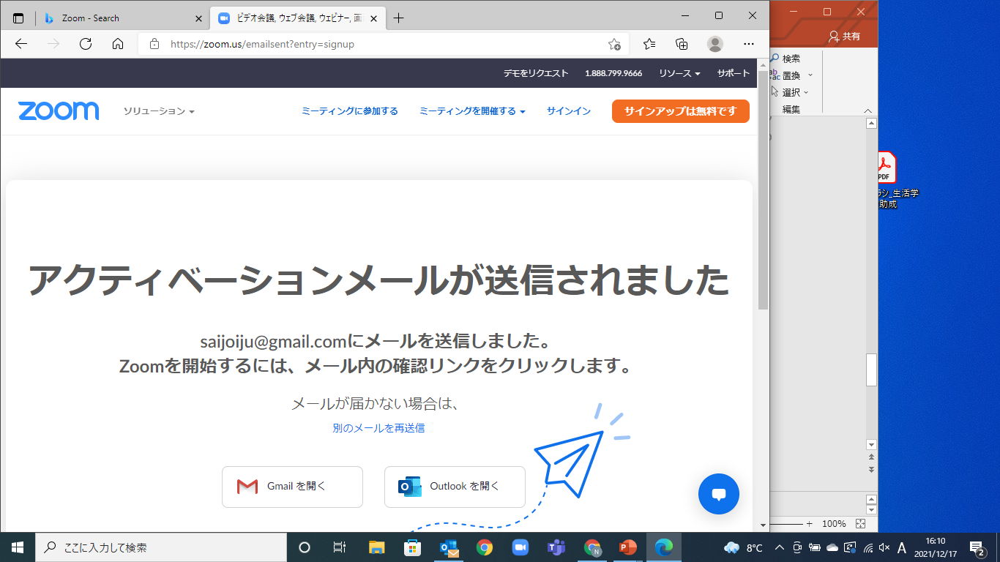 Zoom - Search
ビデオ会議, ウェブ会議, ウェビナー, 画
https://zoom.us/emailsent?entry=signup
デモをリクエスト 1.888.799.9666 リソース サポート
zoom
ソリューション
ミーティングに参加する ミーティングを開催する サインイン サインアップは無料です
アクティベーションメールが送信されました
saijoiju@gmail.comにメールを送信しました。
Zoomを開始するには、メール内の確認リンクをクリックします。
メールが届かない場合は、
別のメールを再送信
Gmail を開く
Outlook を開く
共有
検索
置換
選択
編集
PDF
ラシ_生活学
助成
100%
ここに入力して検索
8°C
A
16:10
2021/12/17
2